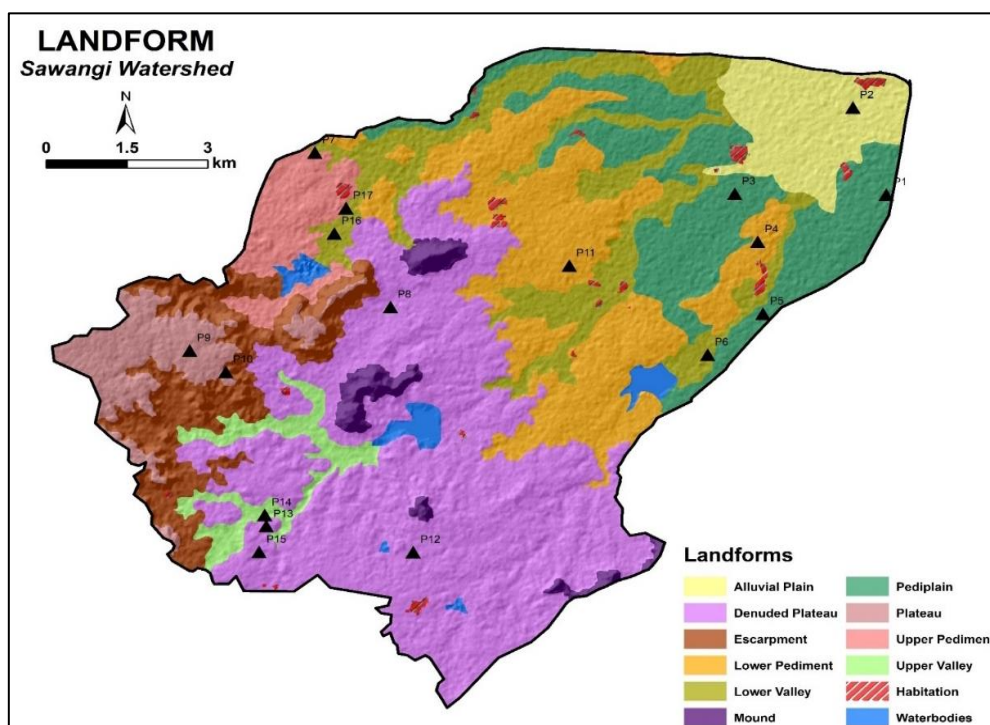 LANDFORM
Sawangi Watershed
N
0 1.5 3
km
P2
P7
P1
P3
P17
P16
P4
P11
P8
P5
P9
P6
P10
P14
P13
P15
P12
Landforms
Alluvial Plain
Denuded Plateau
Escarpment
Lower Pediment
Lower Valley
Mound
Pediplain
Plateau
Upper Pedimen
Upper Valley
Habitation
Waterbodies